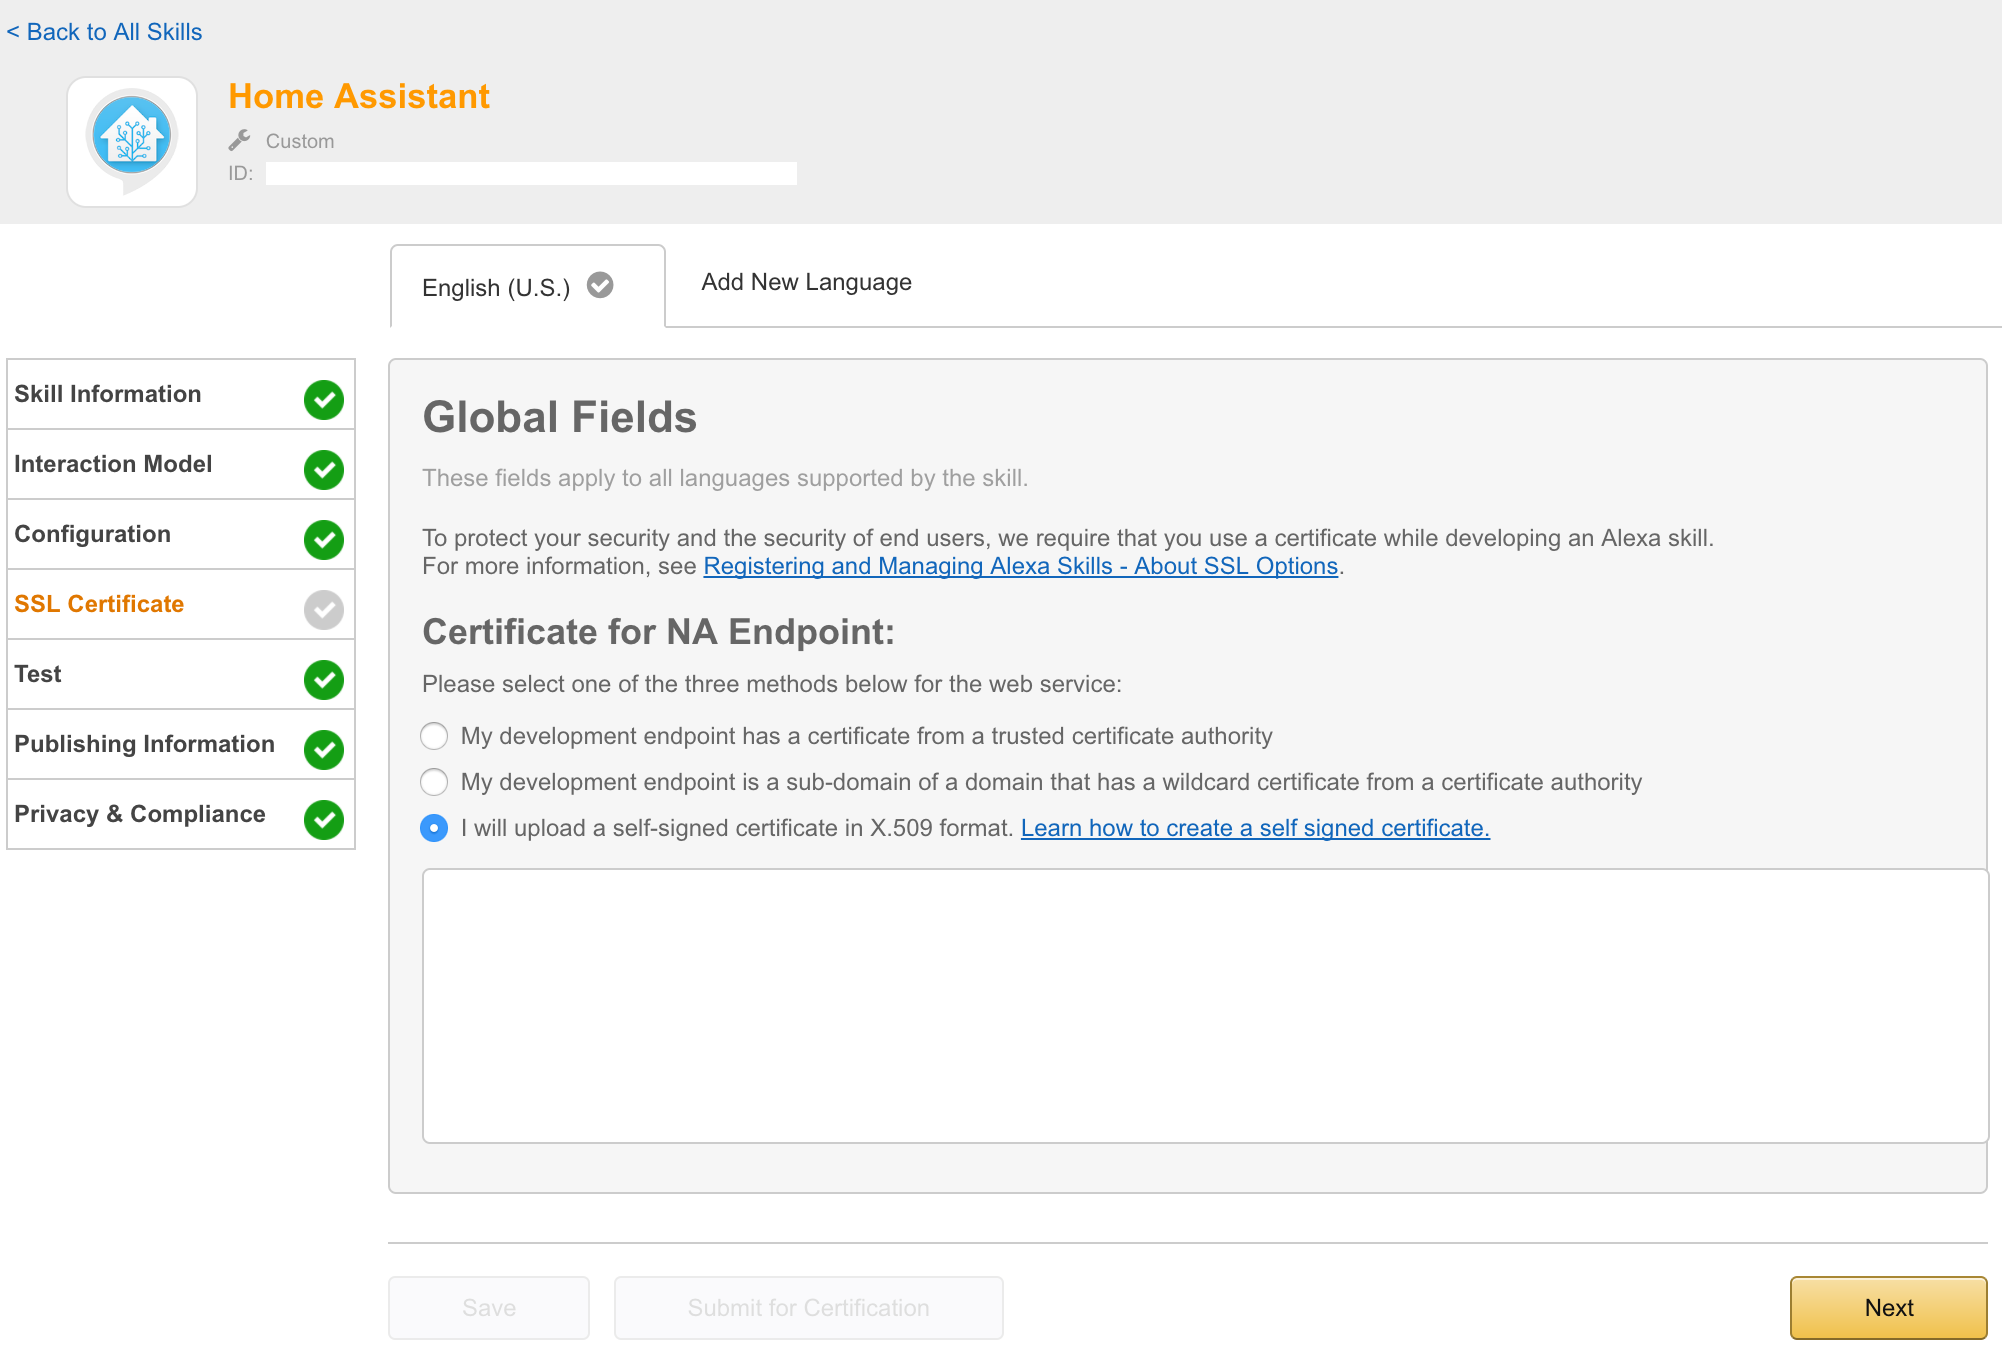 < Back to All Skills
Home Assistant
Custom
ID:
English (U.S.)
Add New Language
Skill Information
Interaction Model
Configuration
SSL Certificate
Test
Publishing Information
Privacy & Compliance
Global Fields
These fields apply to all languages supported by the skill.
To protect your security and the security of end users, we require that you use a certificate while developing an Alexa skill.
For more information, see Registering and Managing Alexa Skills - About SSL Options.
Certificate for NA Endpoint:
Please select one of the three methods below for the web service:
My development endpoint has a certificate from a trusted certificate authority
My development endpoint is a sub-domain of a domain that has a wildcard certificate from a certificate authority
I will upload a self-signed certificate in X.509 format. Learn how to create a self signed certificate.
Save
Submit for Certification
Next